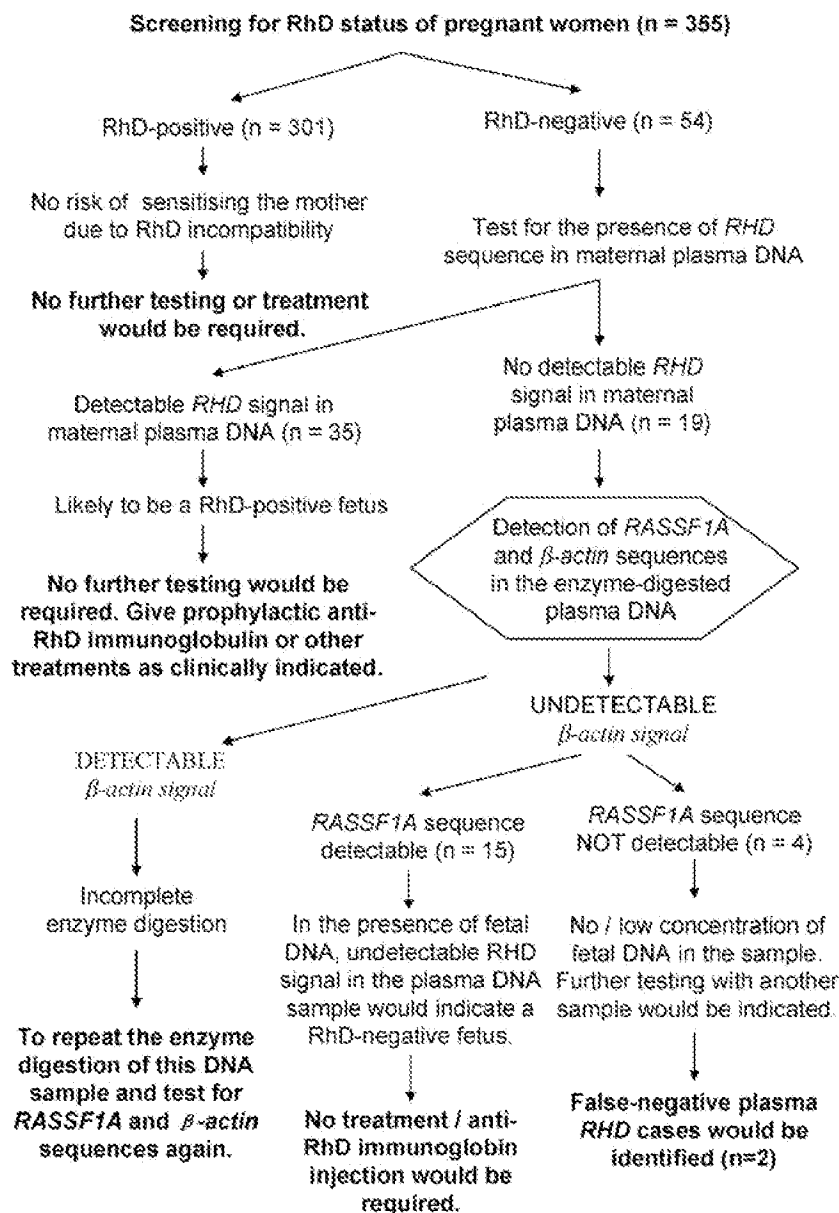 Screening for RhD status of pregnant women (n = 355)
RhD-positive (n = 301)
RhD-negative (n = 54)
No risk of sensitising the mother
due to RhD incompatibility
Test for the presence of RHD
sequence in maternal plasma DNA
No further testing or treatment
would be required.
No detectable RHD
signal in maternal
plasma DNA (n = 19)
Detectable RHD signal in
maternal plasma DNA (n = 35)
Likely to be a RhD-positive fetus
Detection of RASSF1A
and β-actin sequences
in the enzyme-digested
plasma DNA
No further testing would be
required. Give prophylactic anti-
RhD immunoglobulin or other
treatments as clinically indicated.
UNDETECTABLE
β-actin signal
DETECTABLE
β-actin signal
RASSF1A sequence
detectable (n = 15)
RASSF1A sequence
NOT detectable (n = 4)
Incomplete
enzyme digestion
In the presence of fetal
DNA, undetectable RHD
signal in the plasma DNA
sample would indicate a
RhD-negative fetus.
No / low concentration of
fetal DNA in the sample.
Further testing with another
sample would be indicated.
To repeat the enzyme
digestion of this DNA
sample and test for
RASSF1A and β-actin
sequences again.
No treatment / anti-
RhD immunoglobin
injection would be
required.
False-negative plasma
RHD cases would be
identified (n=2)